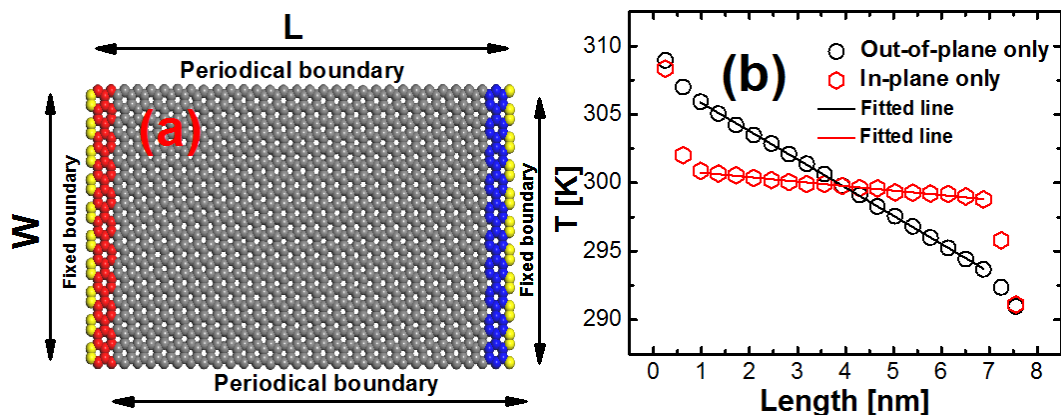 L
Periodical boundary
(a)
W
Fixed boundary
Fixed boundary
Periodical boundary
(b)
Out-of-plane only
In-plane only
Fitted line
Fitted line
T [K]
310
305
300
295
290
0 1 2 3 4 5 6 7 8
Length [nm]